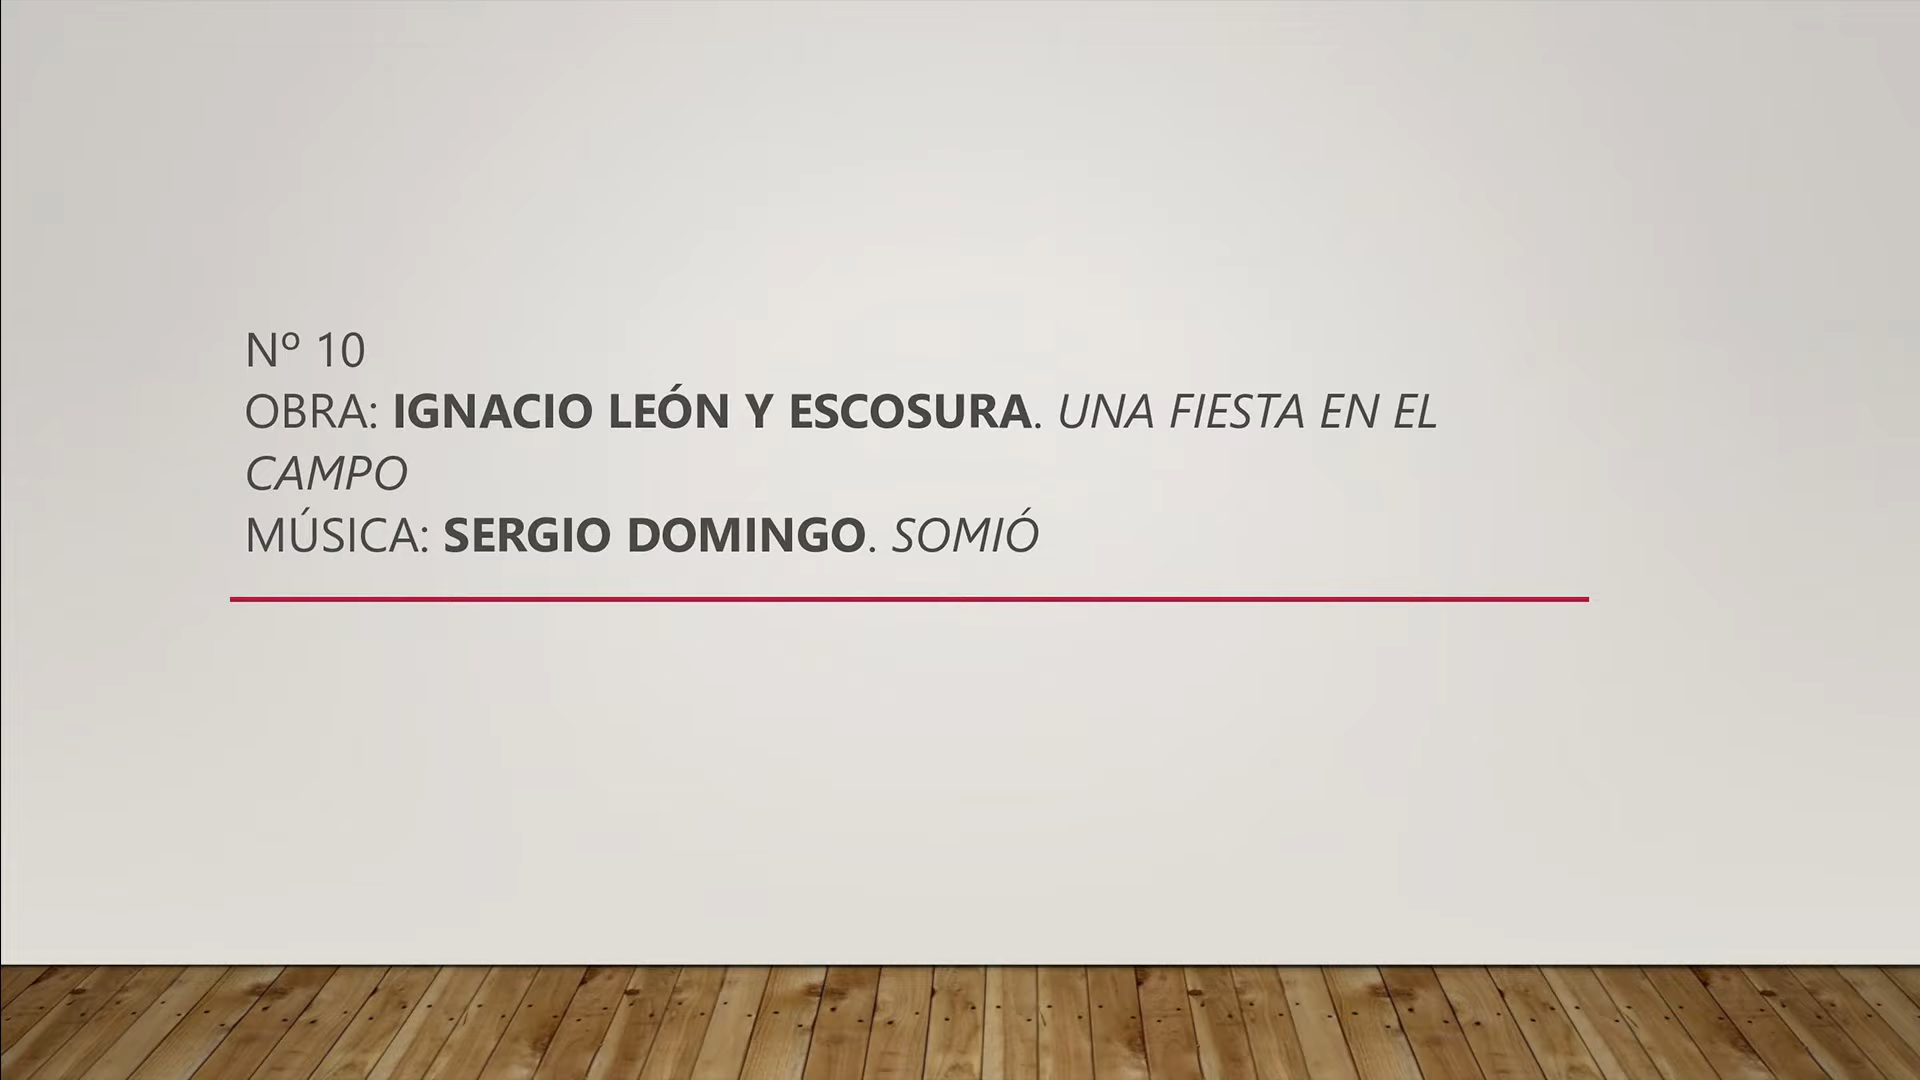 Nº 10
OBRA: IGNACIO LEÓN Y ESCOSURA. UNA FIESTA EN EL
CAMPO
MÚSICA: SERGIO DOMINGO. SOMIÓ